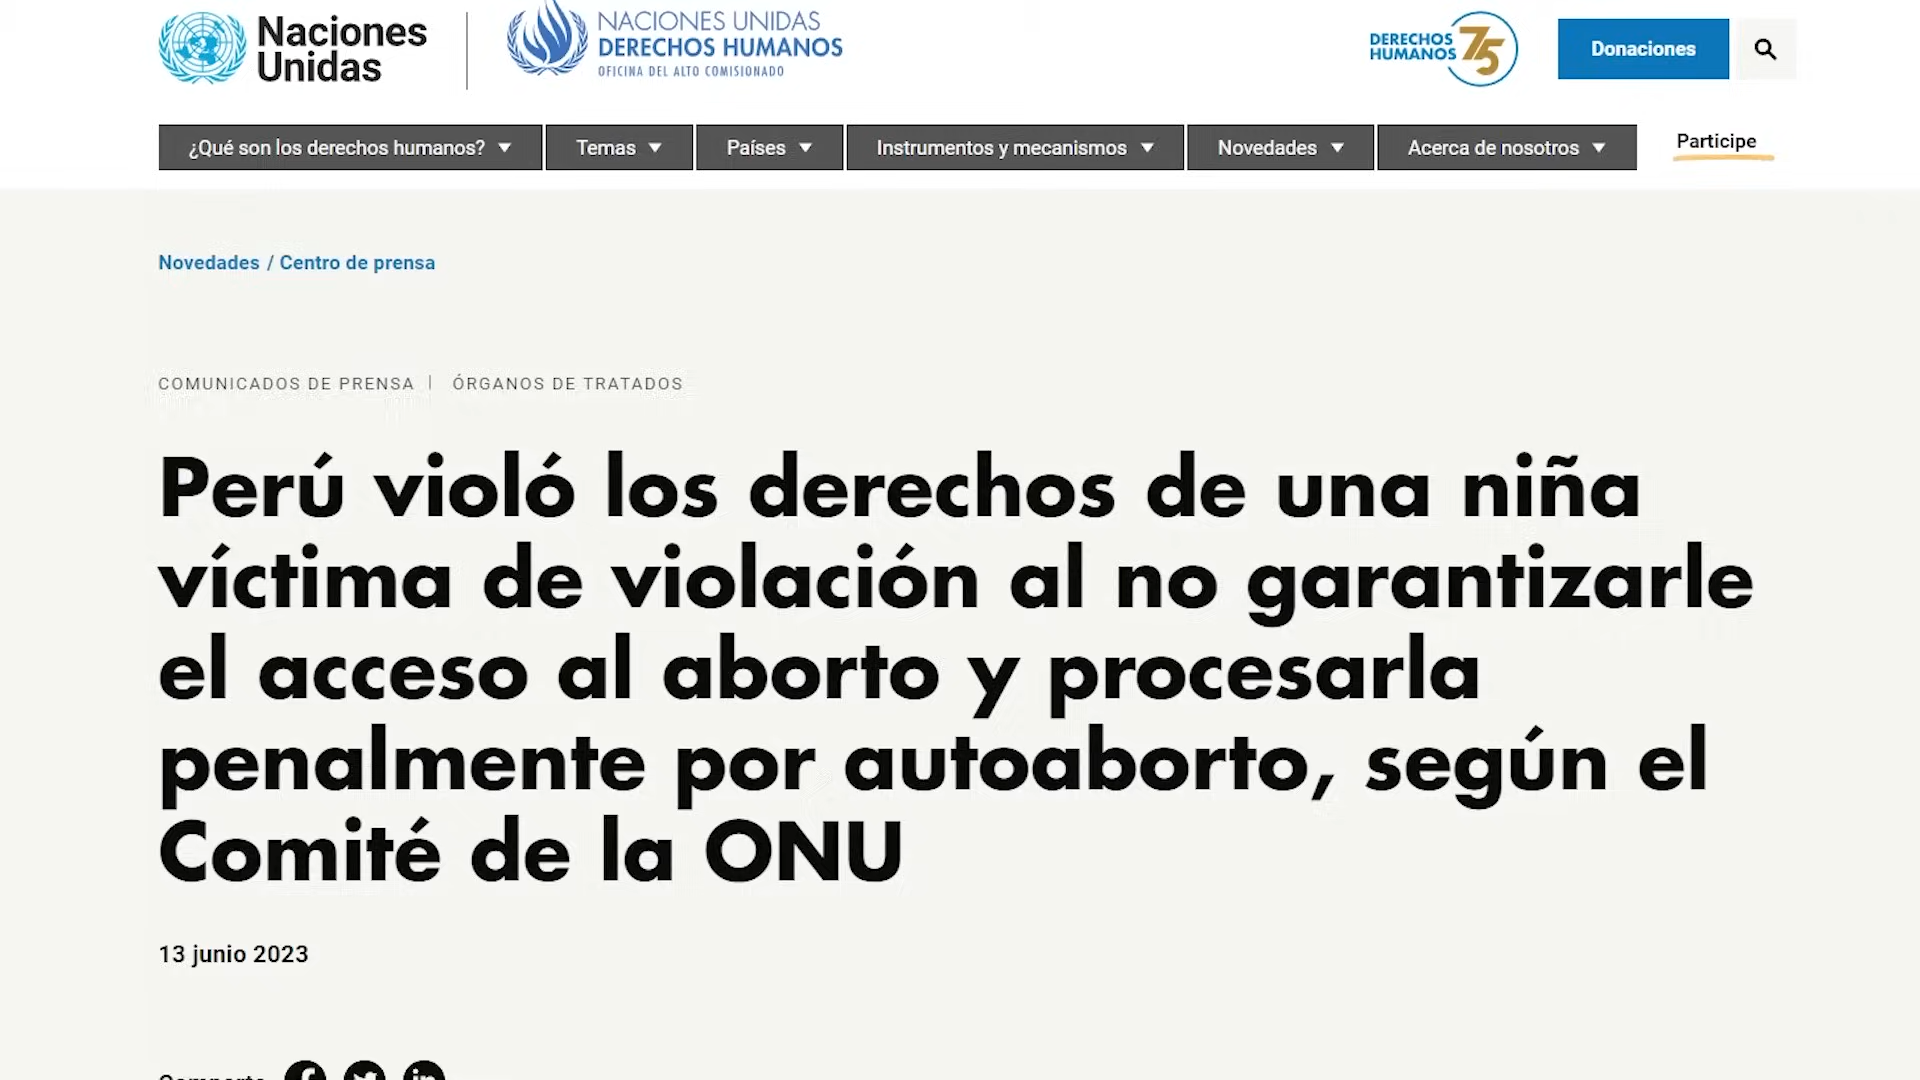 Naciones
Unidas
NACIONES UNIDAS
DERECHOS HUMANOS
OFICINA DEL ALTO COMISIONADO
DERECHOS
HUMANOS 75
Donaciones
¿Qué son los derechos humanos?
Temas
Países
Instrumentos y mecanismos
Novedades
Acerca de nosotros
Participe
Novedades / Centro de prensa
COMUNICADOS DE PRENSA | ÓRGANOS DE TRATADOS
Perú violó los derechos de una niña
víctima de violación al no garantizarle
el acceso al aborto y procesarla
penalmente por autoaborto, según el
Comité de la ONU
13 junio 2023